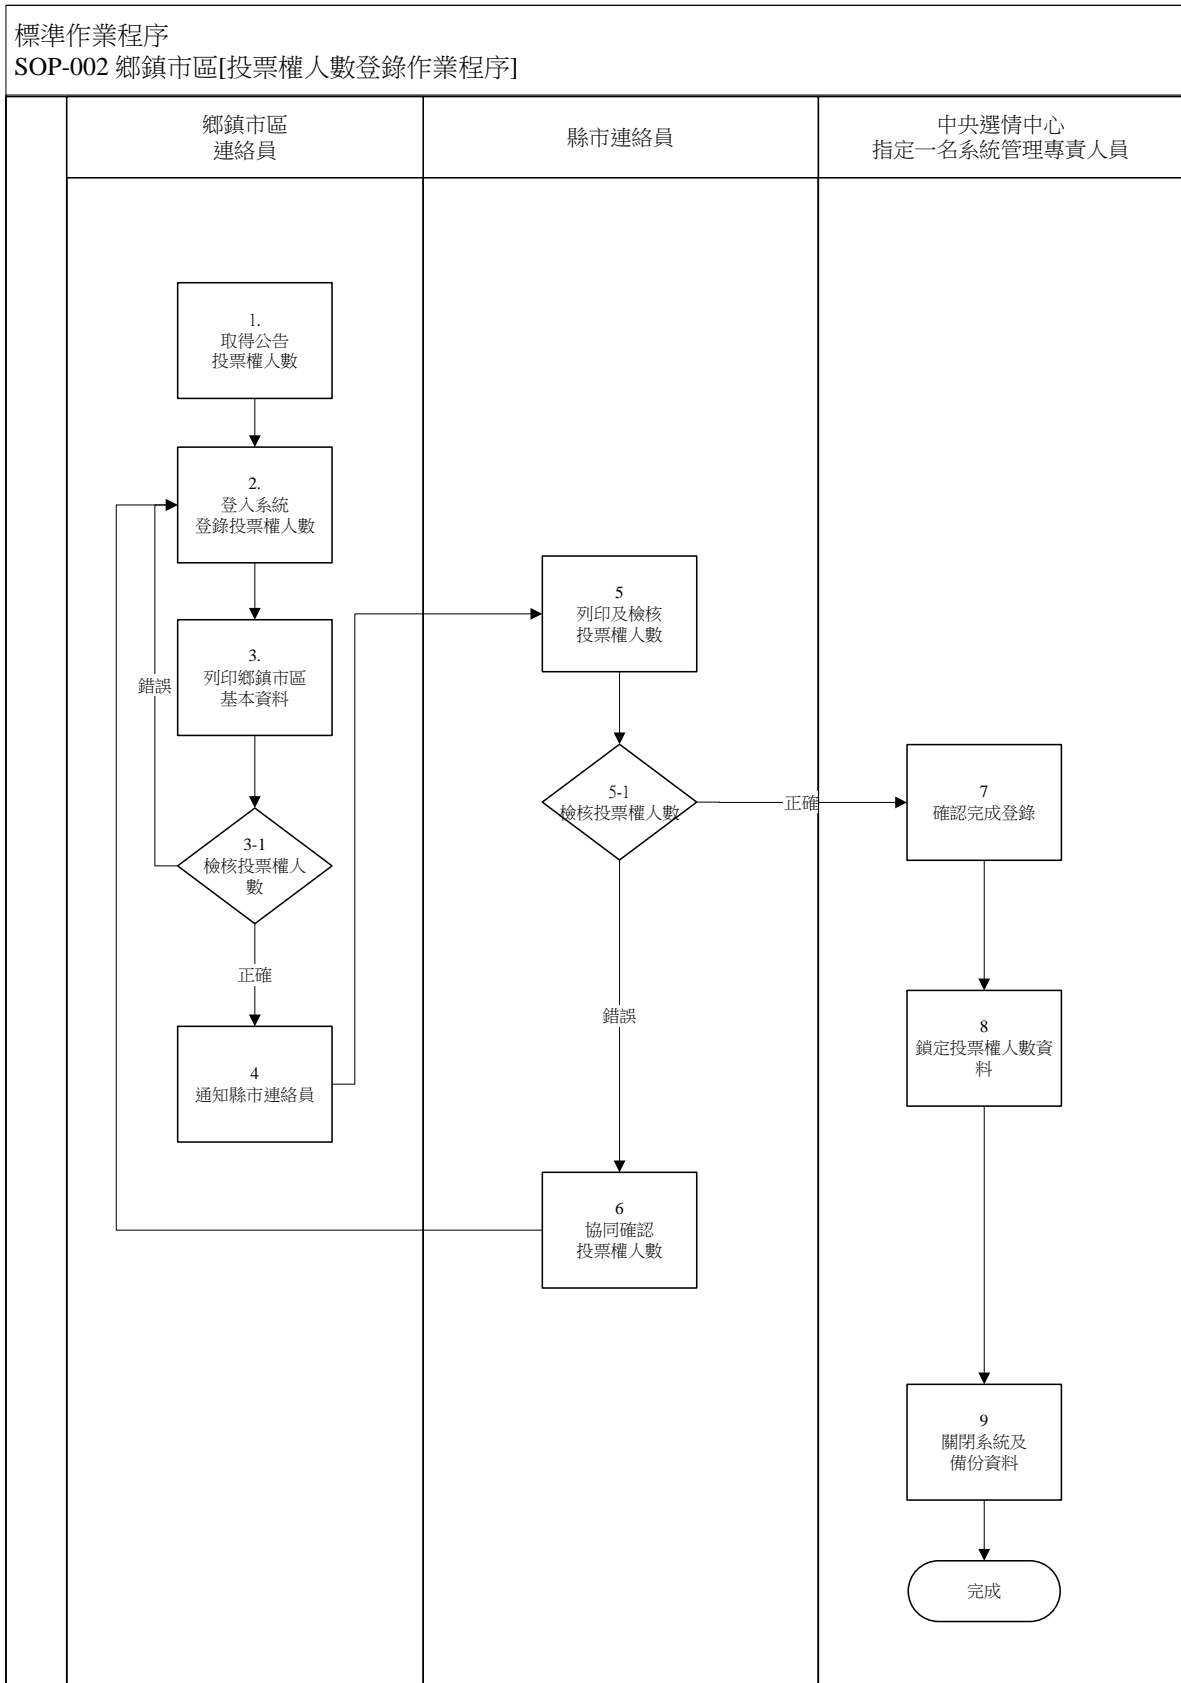 標準作業程序
SOP-002 鄉鎮市區[投票權人數登錄作業程序]
鄉鎮市區
連絡員
縣市連絡員
中央選情中心
指定一名系統管理專責人員
1.
取得公告
投票權人數
2.
登入系統
登錄投票權人數
3.
列印鄉鎮市區
基本資料
錯誤
3-1
檢核投票權人
數
正確
4
通知縣市連絡員
5
列印及檢核
投票權人數
5-1
檢核投票權人數
正確
錯誤
6
協同確認
投票權人數
7
確認完成登錄
8
鎖定投票權人數資
料
9
關閉系統及
備份資料
完成